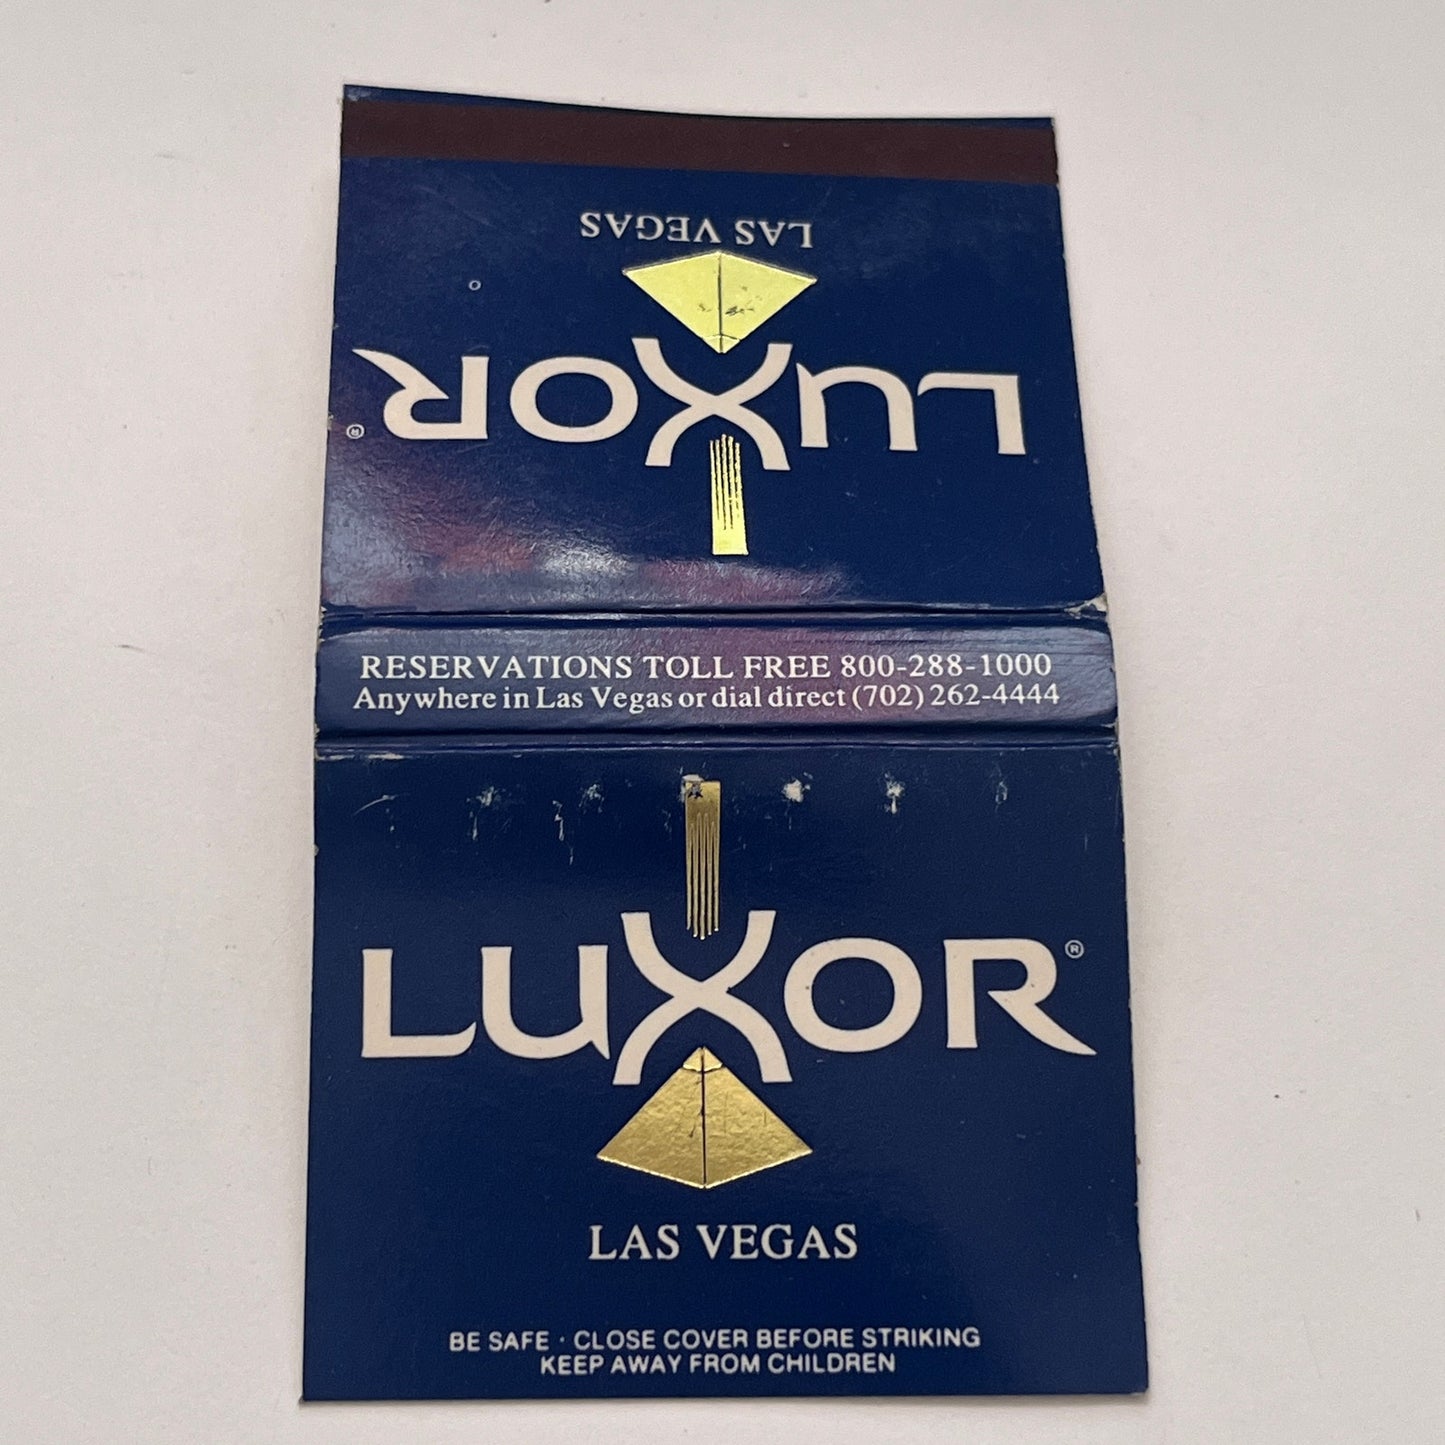 LAS VEGAS
LUXOR®
RESERVATIONS TOLL FREE 800-288-1000
Anywhere in Las Vegas or dial direct (702) 262-4444
LUXOR®
LAS VEGAS
BE SAFE · CLOSE COVER BEFORE STRIKING
KEEP AWAY FROM CHILDREN